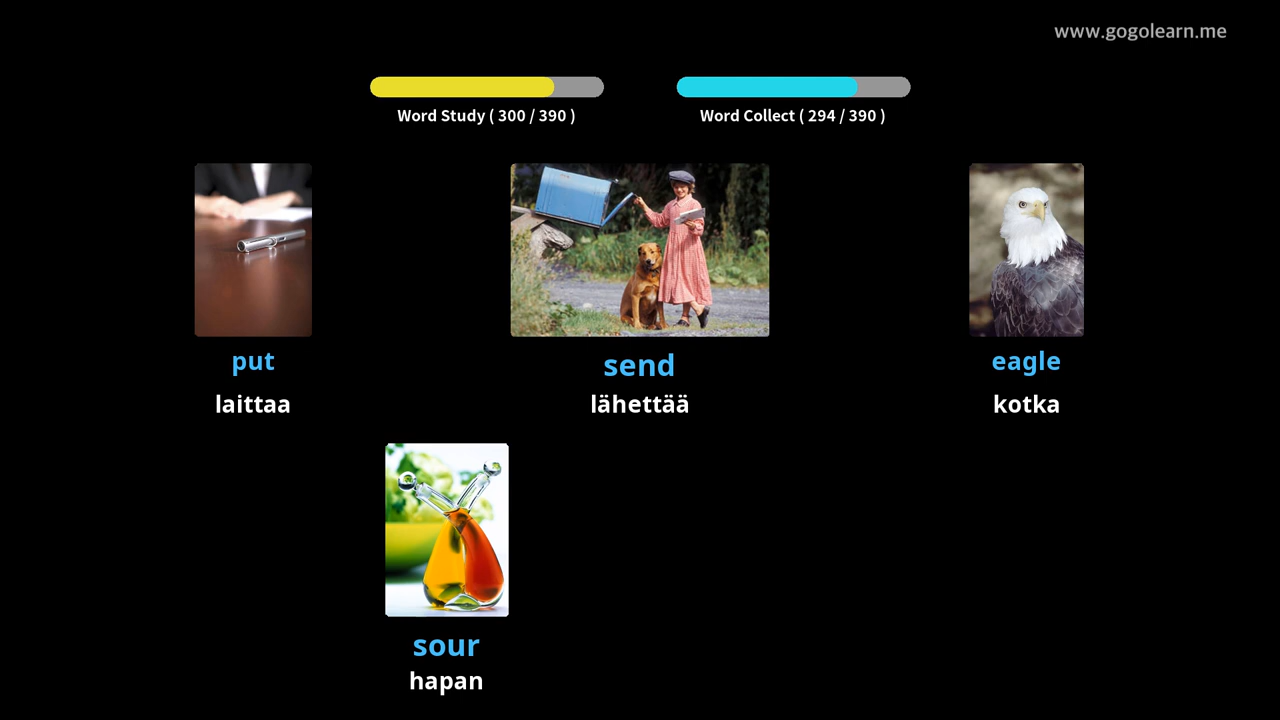 www.gogolearn.me
Word Study ( 300 / 390 )
Word Collect ( 294 / 390 )
put
send
eagle
laittaa
lähettää
kotka
sour
hapan